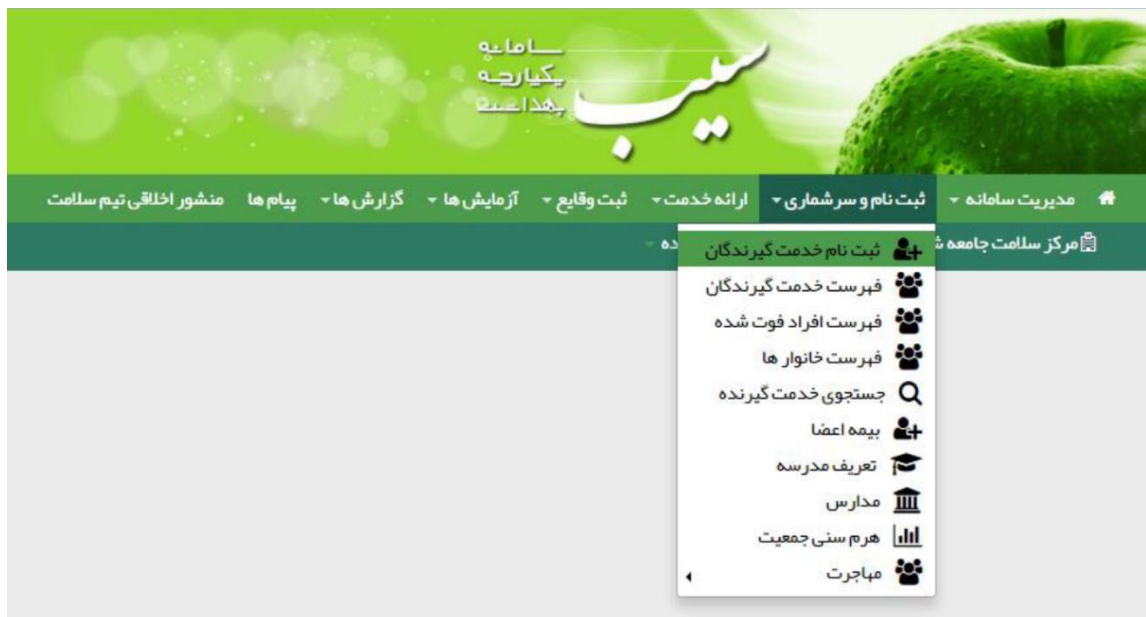 سامانه
یکپارچه
بهداشت
سیب
مدیریت سامانه ثبت نام و سرشماری ارائه خدمت ثبت وقایع آزمایش ها گزارش ها پیام ها منشور اخلاقی تیم سلامت
مرکز سلامت جامعه ده
ثبت نام خدمت گیرندگان
فهرست خدمت گیرندگان
فهرست افراد فوت شده
فهرست خانوار ها
جستجوی خدمت گیرنده
بیمه اعضا
تعریف مدرسه
مدارس
هرم سنی جمعیت
مهاجرت